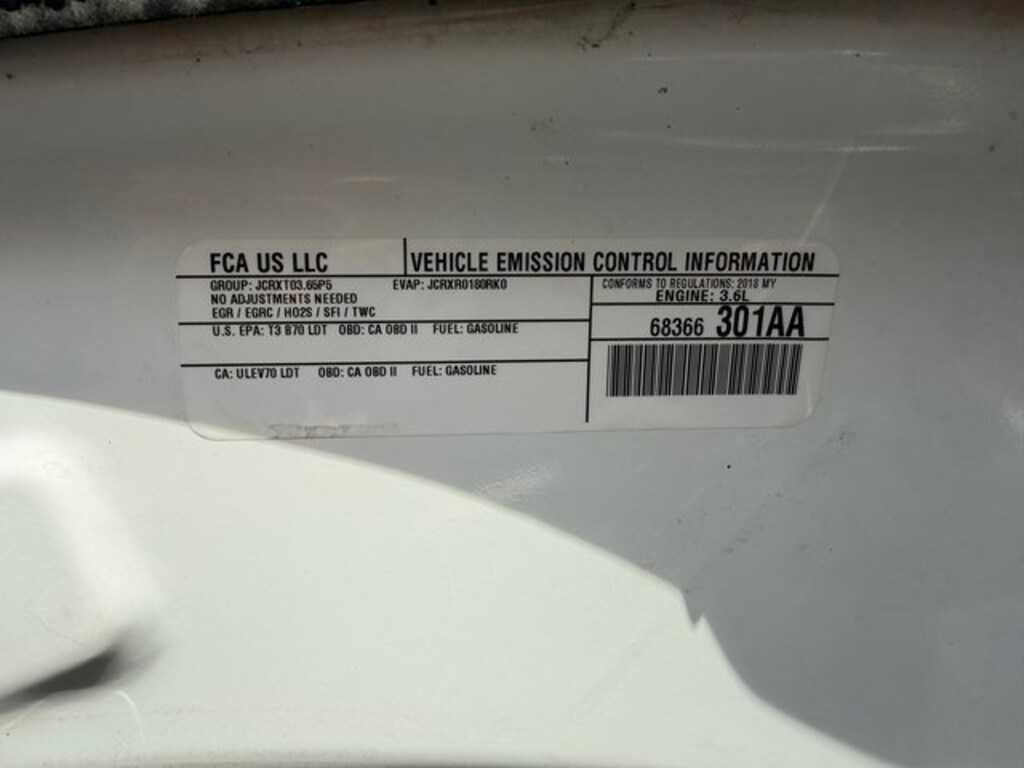 FCA US LLC VEHICLE EMISSION CONTROL INFORMATION
GROUP: JCRXT03.65P5 EVAP: JCRXR0180RK0
NO ADJUSTMENTS NEEDED
EGR / EGRC / HO2S / SFI / TWC
U.S. EPA: T3 B70 LDT OBD: CA OBD II FUEL: GASOLINE
CA: ULEV70 LDT OBD: CA OBD II FUEL: GASOLINE
CONFORMS TO REGULATIONS: 2018 MY
ENGINE: 3.6L
68366 301AA